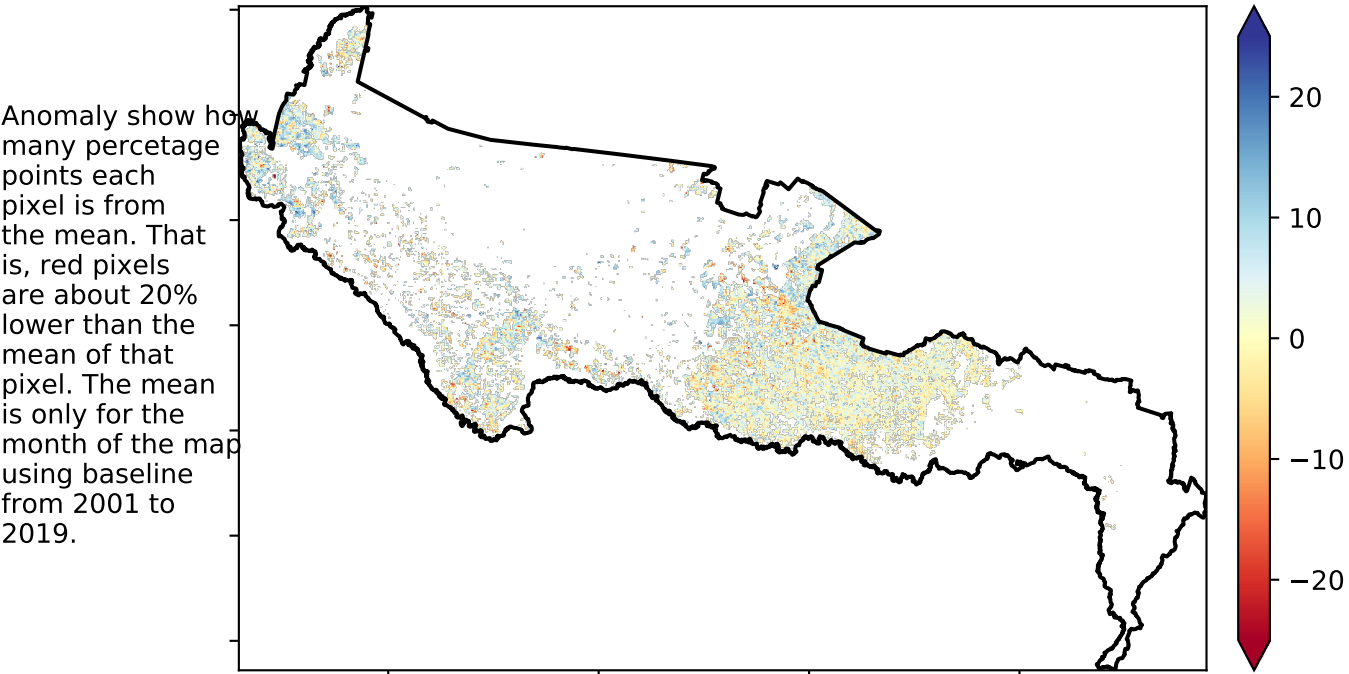 Anomaly show how
many percetage
points each
pixel is from
the mean. That
is, red pixels
are about 20%
lower than the
mean of that
pixel. The mean
is only for the
month of the map
using baseline
from 2001 to
2019.
20
10
0
−10
−20